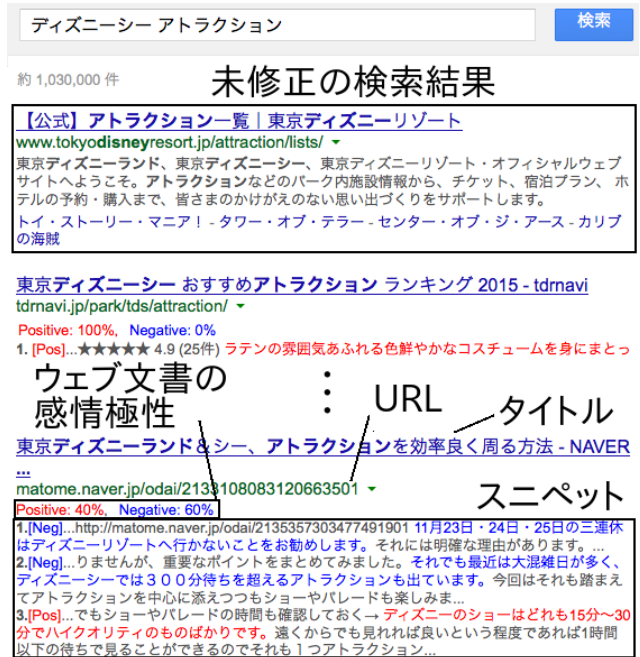 ディズニーシー アトラクション
検索
約 1,030,000 件
未修正の検索結果
【公式】アトラクション一覧｜東京ディズニーリゾート
www.tokyodisneyresort.jp/attraction/lists/
東京ディズニーランド、東京ディズニーシー、東京ディズニーリゾート・オフィシャルウェブ
サイトへようこそ。アトラクションなどのパーク内施設情報から、チケット、宿泊プラン、 ホ
テルの予約・購入まで、皆さまのかけがえのない思い出づくりをサポートします。
トイ・ストーリー・マニア！ - タワー・オブ・テラー - センター・オブ・ジ・アース - カリブ
の海賊
東京ディズニーシー おすすめアトラクション ランキング 2015 - tdrnavi
tdrnavi.jp/park/tds/attraction/
Positive: 100%, Negative: 0%
1. [Pos]...★★★★★ 4.9 (25件) ラテンの雰囲気あふれる色鮮やかなコスチュームを身にまとっ
ウェブ文書の
感情極性
⋮
URL
タイトル
東京ディズニーランド＆シー、アトラクションを効率良く周る方法 - NAVER
...
matome.naver.jp/odai/2133108083120663501
スニペット
Positive: 40%, Negative: 60%
1.[Neg]...http://matome.naver.jp/odai/2135357303477491901 11月23日・24日・25日の三連休
はディズニーリゾートへ行かないことをお勧めします。それには明確な理由があります。...
2.[Neg]...りませんが、重要なポイントをまとめてみました。それでも最近は大混雑日が多く、
ディズニーシーでは３００分待ちを超えるアトラクションも出ています。今回はそれも踏まえ
てアトラクションを中心に添えつつもショーやパレードも楽しみま...
3.[Pos]...でもショーやパレードの時間も確認しておく→ ディズニーのショーはどれも15分〜30
分でハイクオリティのものばかりです。遠くからでも見れれば良いという程度であれば1時間
以下の待ちで見ることができるのでそれも１つアトラクション...